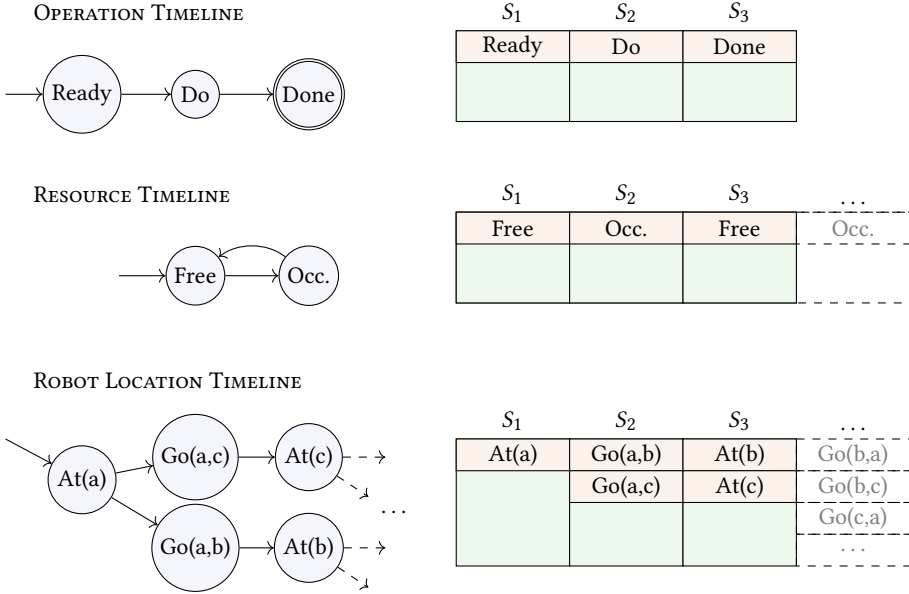 OPERATION TIMELINE
Ready
Do
Done
S1 S2 S3
Ready Do Done
RESOURCE TIMELINE
Free
Occ.
S1 S2 S3 ...
Free Occ. Free Occ.
ROBOT LOCATION TIMELINE
At(a)
Go(a,c)
At(c)
Go(a,b)
At(b)
...
S1 S2 S3 ...
At(a) Go(a,b) At(b) Go(b,a)
Go(a,c) At(c) Go(b,c)
Go(c,a)
...